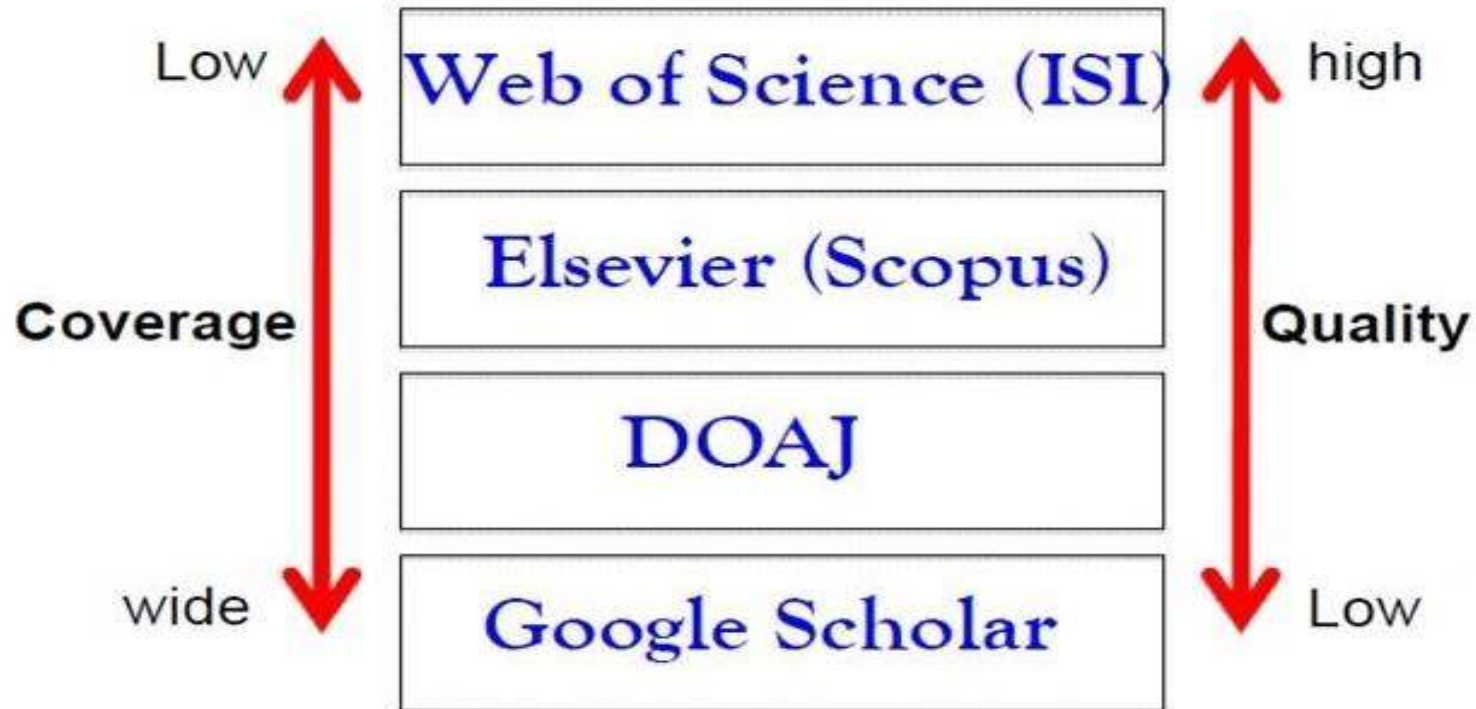 Low
Web of Science (ISI)
high
Elsevier (Scopus)
Coverage
Quality
DOAJ
wide
Google Scholar
Low